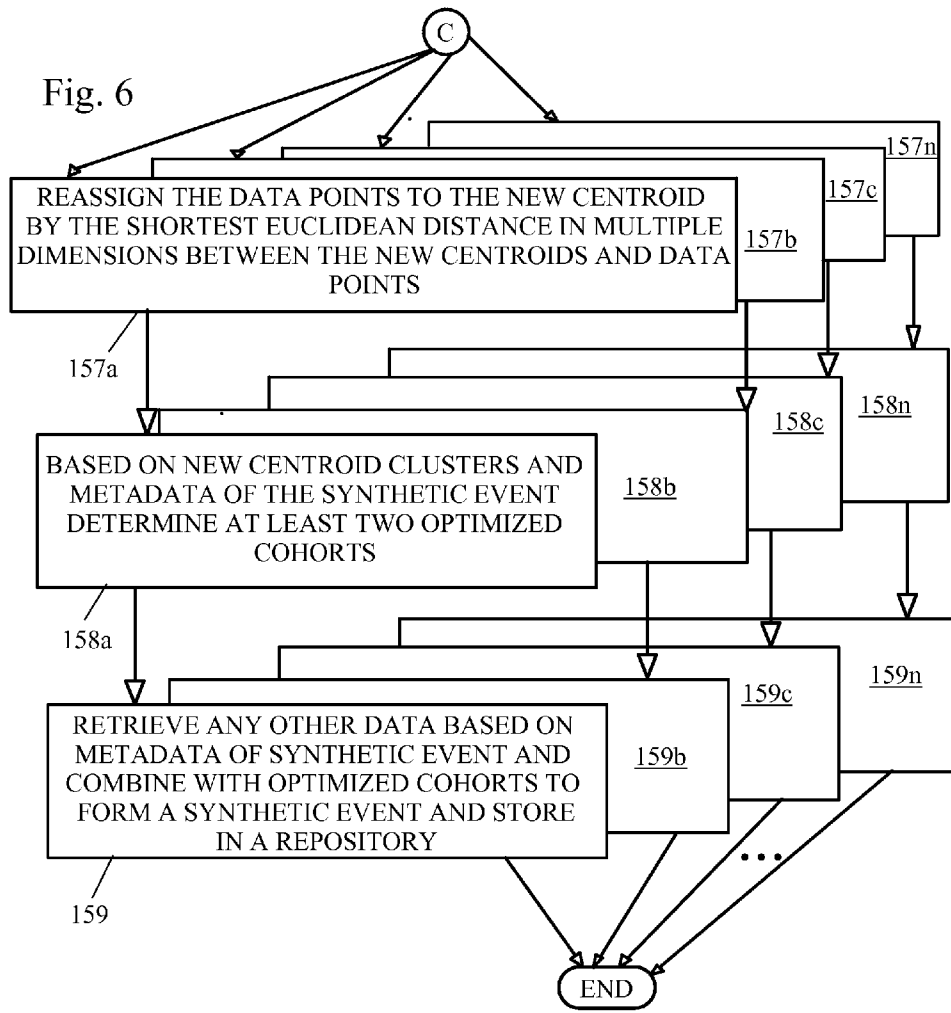 C
Fig. 6
157n
157c
157b
REASSIGN THE DATA POINTS TO THE NEW CENTROID
BY THE SHORTEST EUCLIDEAN DISTANCE IN MULTIPLE
DIMENSIONS BETWEEN THE NEW CENTROIDS AND DATA
POINTS
157a
158n
158c
158b
BASED ON NEW CENTROID CLUSTERS AND
METADATA OF THE SYNTHETIC EVENT
DETERMINE AT LEAST TWO OPTIMIZED
COHORTS
158a
159n
159c
159b
RETRIEVE ANY OTHER DATA BASED ON
METADATA OF SYNTHETIC EVENT AND
COMBINE WITH OPTIMIZED COHORTS TO
FORM A SYNTHETIC EVENT AND STORE
IN A REPOSITORY
159
...
END